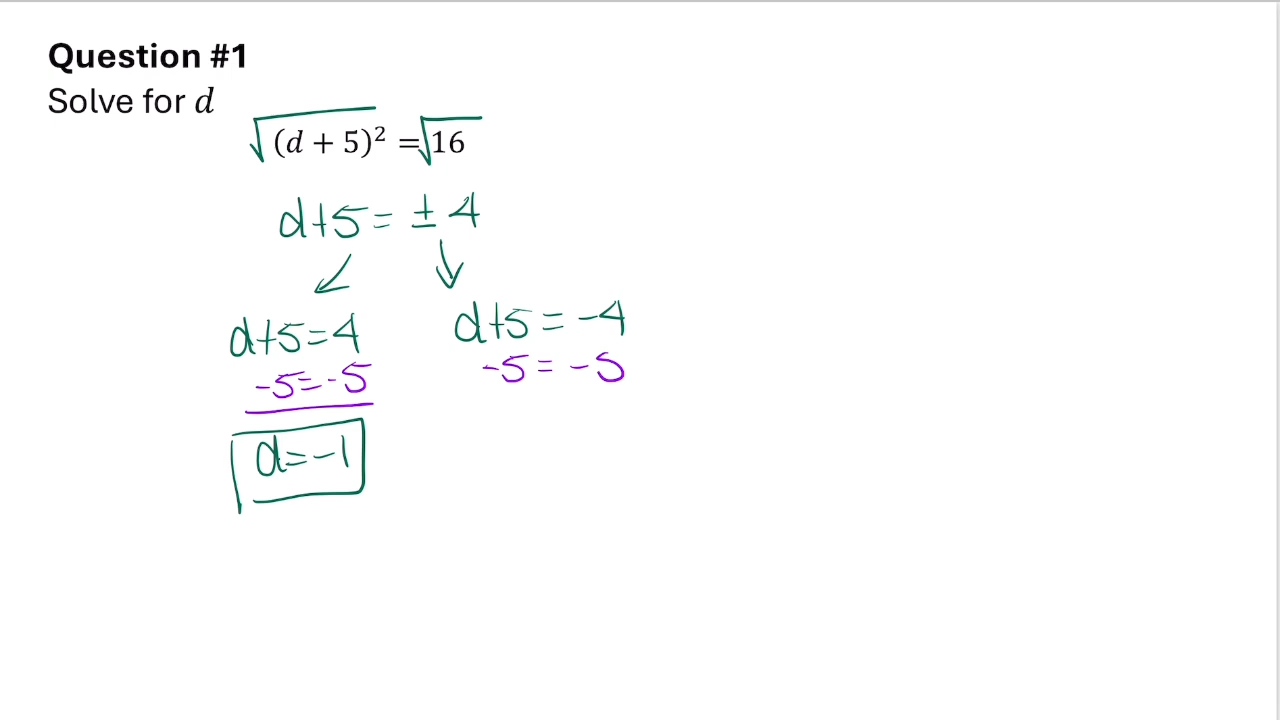 Question #1
Solve for d
√(d + 5)² = √16
d+5 = ± 4
d+5=4
-5=-5
d=-1
d+5 = -4
-5 = -5